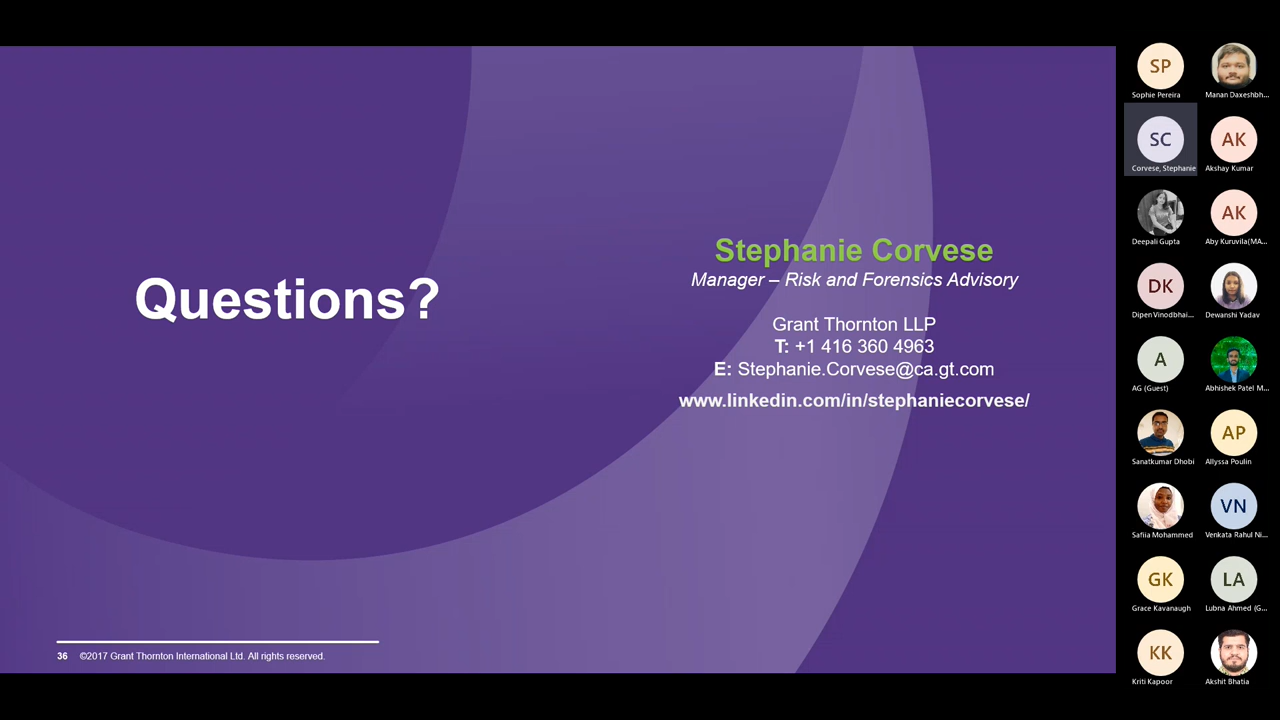 Questions?
Stephanie Corvese
Manager – Risk and Forensics Advisory
Grant Thornton LLP
T: +1 416 360 4963
E: Stephanie.Corvese@ca.gt.com
www.linkedin.com/in/stephaniecorvese/
36 ©2017 Grant Thornton International Ltd. All rights reserved.
SP
Sophie Pereira
Manan Daxeshbh...
SC
Corvese, Stephanie
AK
Akshay Kumar
Deepali Gupta
AK
Aby Kuruvila(MA...
DK
Dipen Vinodbhai...
Dewanshi Yadav
A
AG (Guest)
Abhishek Patel M...
Sanatkumar Dhobi
AP
Allyssa Poulin
Safiia Mohammed
VN
Venkata Rahul Ni...
GK
Grace Kavanaugh
LA
Lubna Ahmed (G...
KK
Kriti Kapoor
Akshit Bhatia